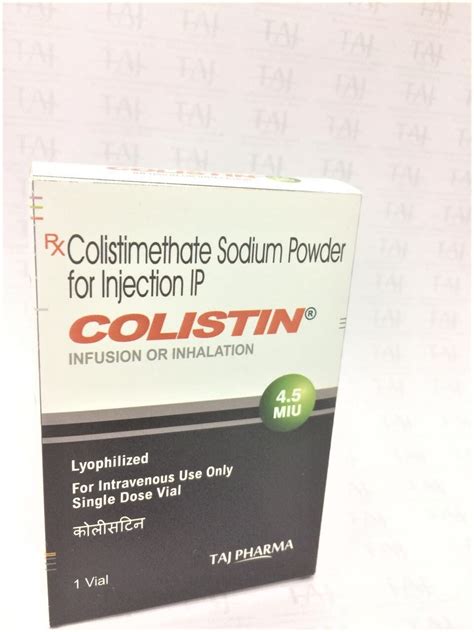 COLISTIN
Rx Colistimethate Sodium Powder
for Injection IP
COLISTIN®
INFUSION OR INHALATION
4.5
MIU
Lyophilized
For Intravenous Use Only
Single Dose Vial
कोलीसटिन
1 Vial
TAJ PHARMA